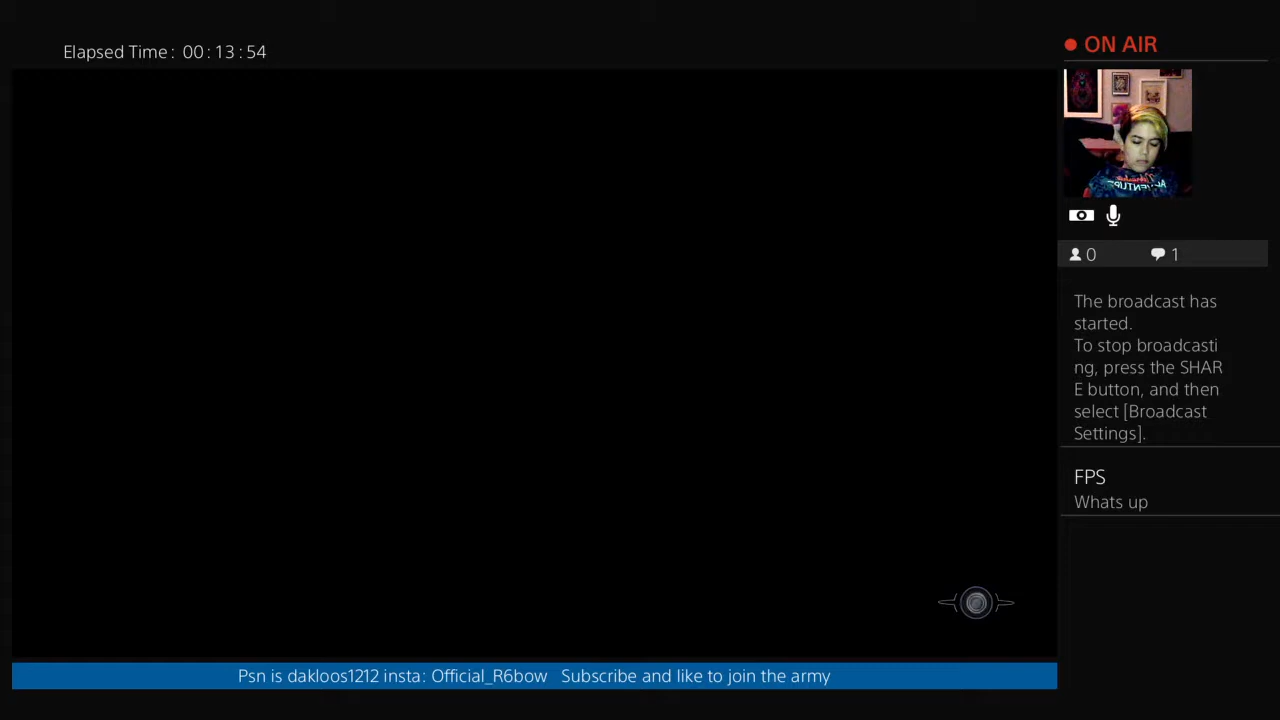 Elapsed Time: 00:13:54
ON AIR
0 1
The broadcast has
started.
To stop broadcasti
ng, press the SHAR
E button, and then
select [Broadcast
Settings].
FPS
Whats up
Psn is dakloos1212 insta: Official_R6bow Subscribe and like to join the army